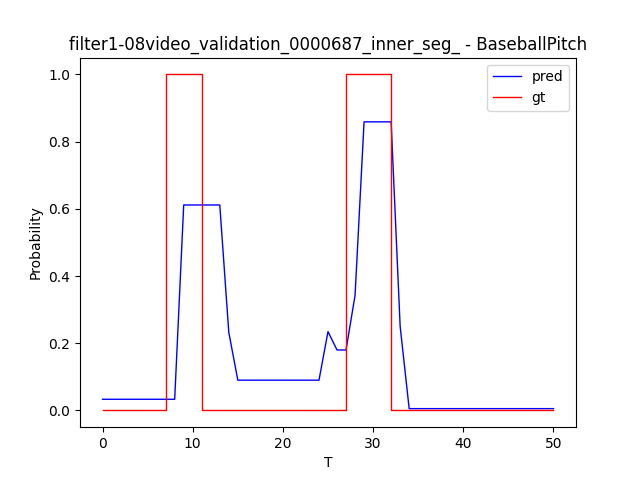 filter1-08video_validation_0000687_inner_seg_ - BaseballPitch
pred
gt
1.0
0.8
0.6
0.4
0.2
0.0
Probability
0
10
20
30
40
50
T